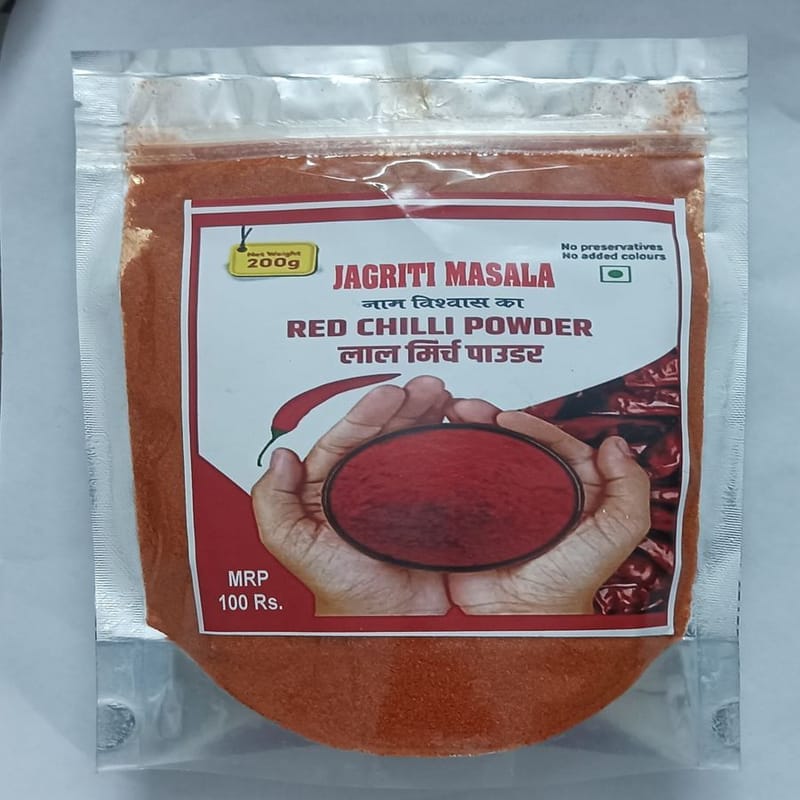 Net Weight
200g
No preservatives
No added colours
JAGRITI MASALA
नाम विश्वास का
RED CHILLI POWDER
लाल मिर्च पाउडर
MRP
100 Rs.